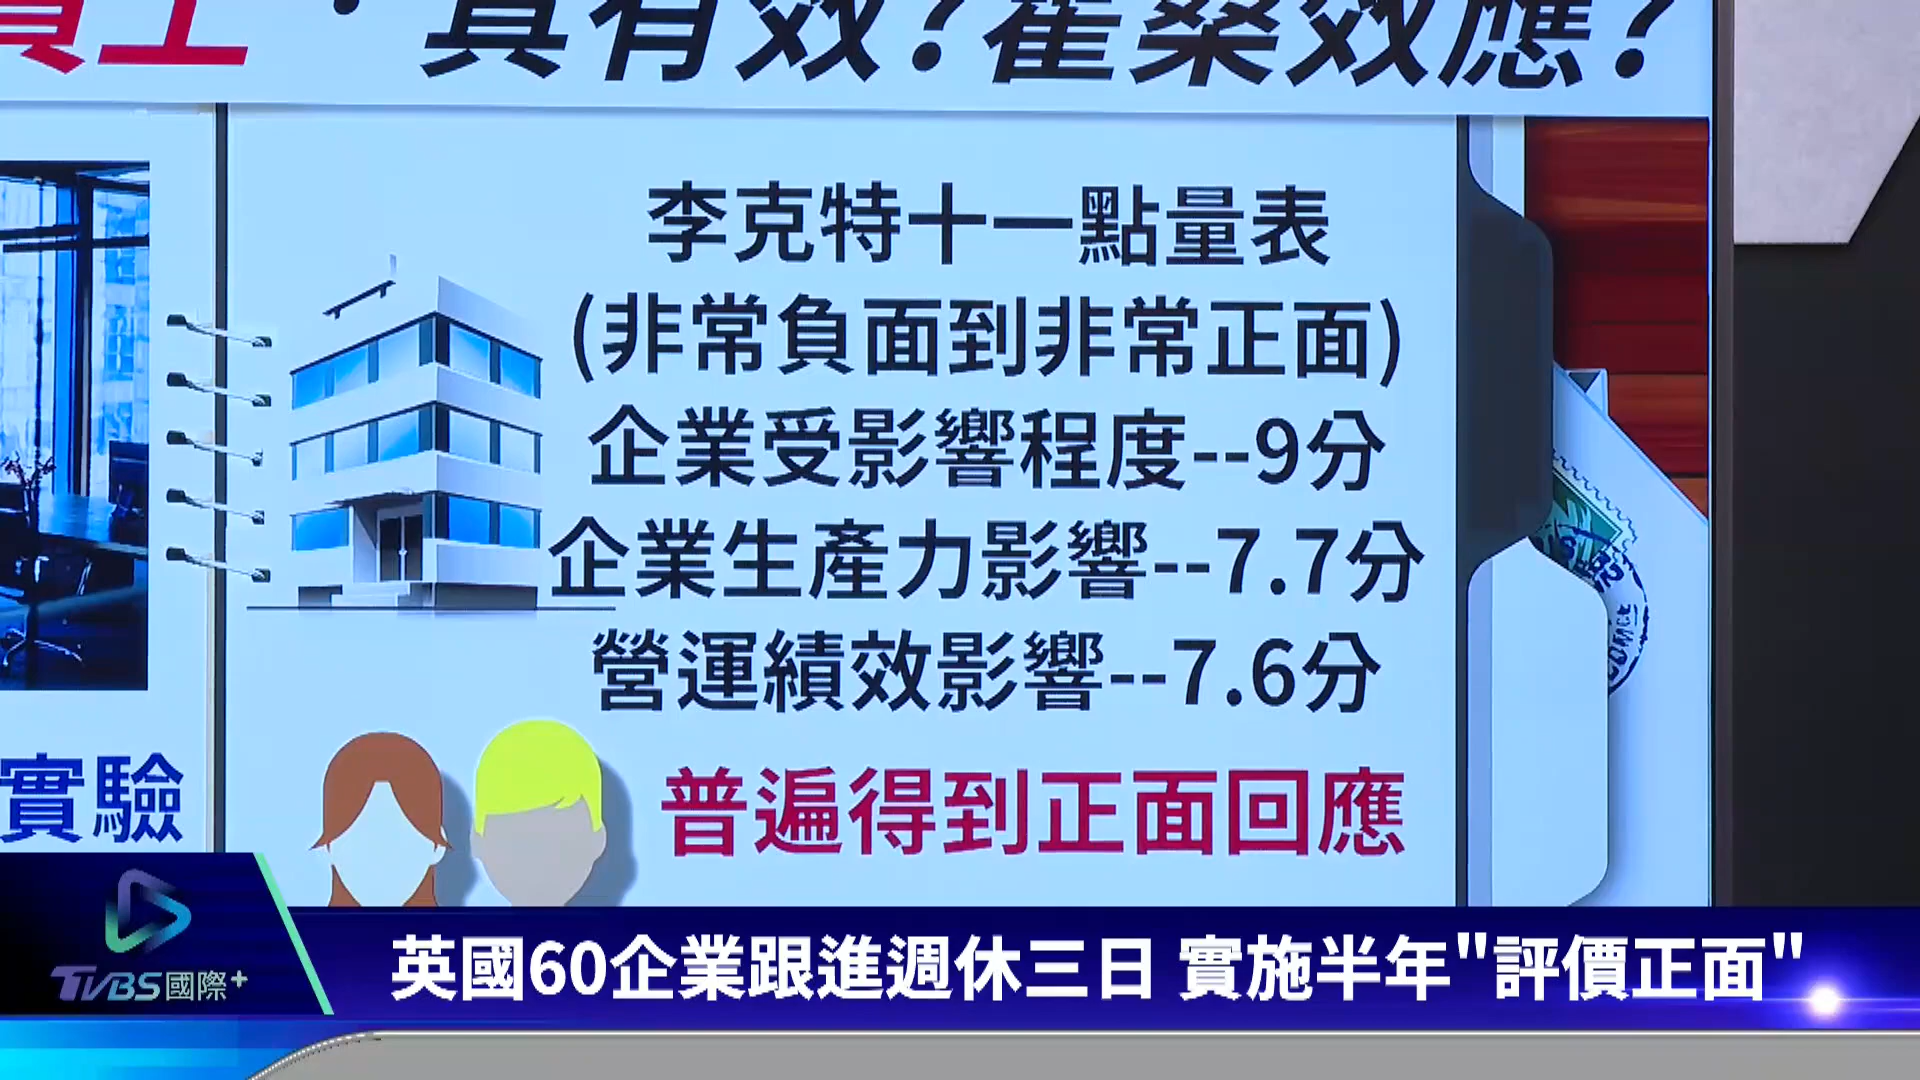 員工·真有效?霍桑效應?
李克特十一點量表
(非常負面到非常正面)
企業受影響程度--9分
企業生產力影響--7.7分
營運績效影響--7.6分
實驗
普遍得到正面回應
英國60企業跟進週休三日 實施半年"評價正面"
TVBS國際+